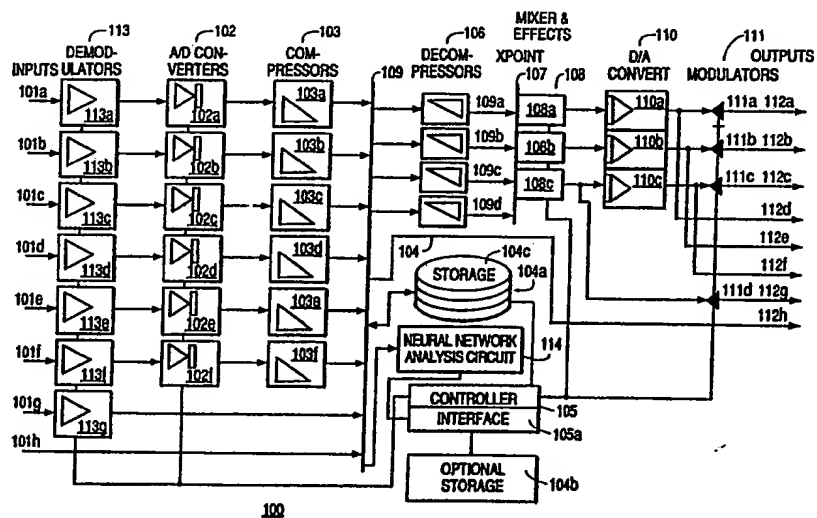 113 102 103 106 MIXER & EFFECTS 110 111
DEMOD-ULATORS A/D CON-VERTERS COM-PRESSORS DECOM-PRESSORS XPOINT D/A CONVERT MODULATORS OUTPUTS
INPUTS 109 107 108
101a 113a 102a 103a 109a 108a 110a 111a 112a
101b 113b 102b 103b 109b 108b 110b 111b 112b
101c 113c 102c 103c 109c 108c 110c 111c 112c
109d 112d
101d 113d 102d 103d 104 104c 112e
STORAGE 104a 112f
101e 113e 102e 103e 111d 112g
112h
101f 113f 102f 103f NEURAL NETWORK
ANALYSIS CIRCUIT 114
101g 113g CONTROLLER 105
INTERFACE 105a
101h
OPTIONAL
STORAGE 104b
100